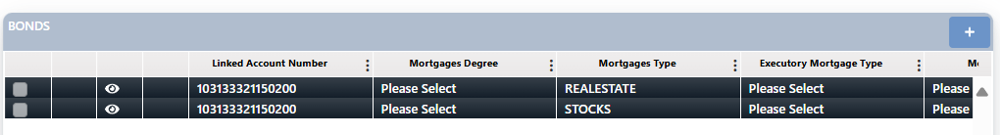 BONDS
+
Linked Account Number Mortgages Degree Mortgages Type Executory Mortgage Type
103133321150200 Please Select REALESTATE Please Select Please
103133321150200 Please Select STOCKS Please Select Please